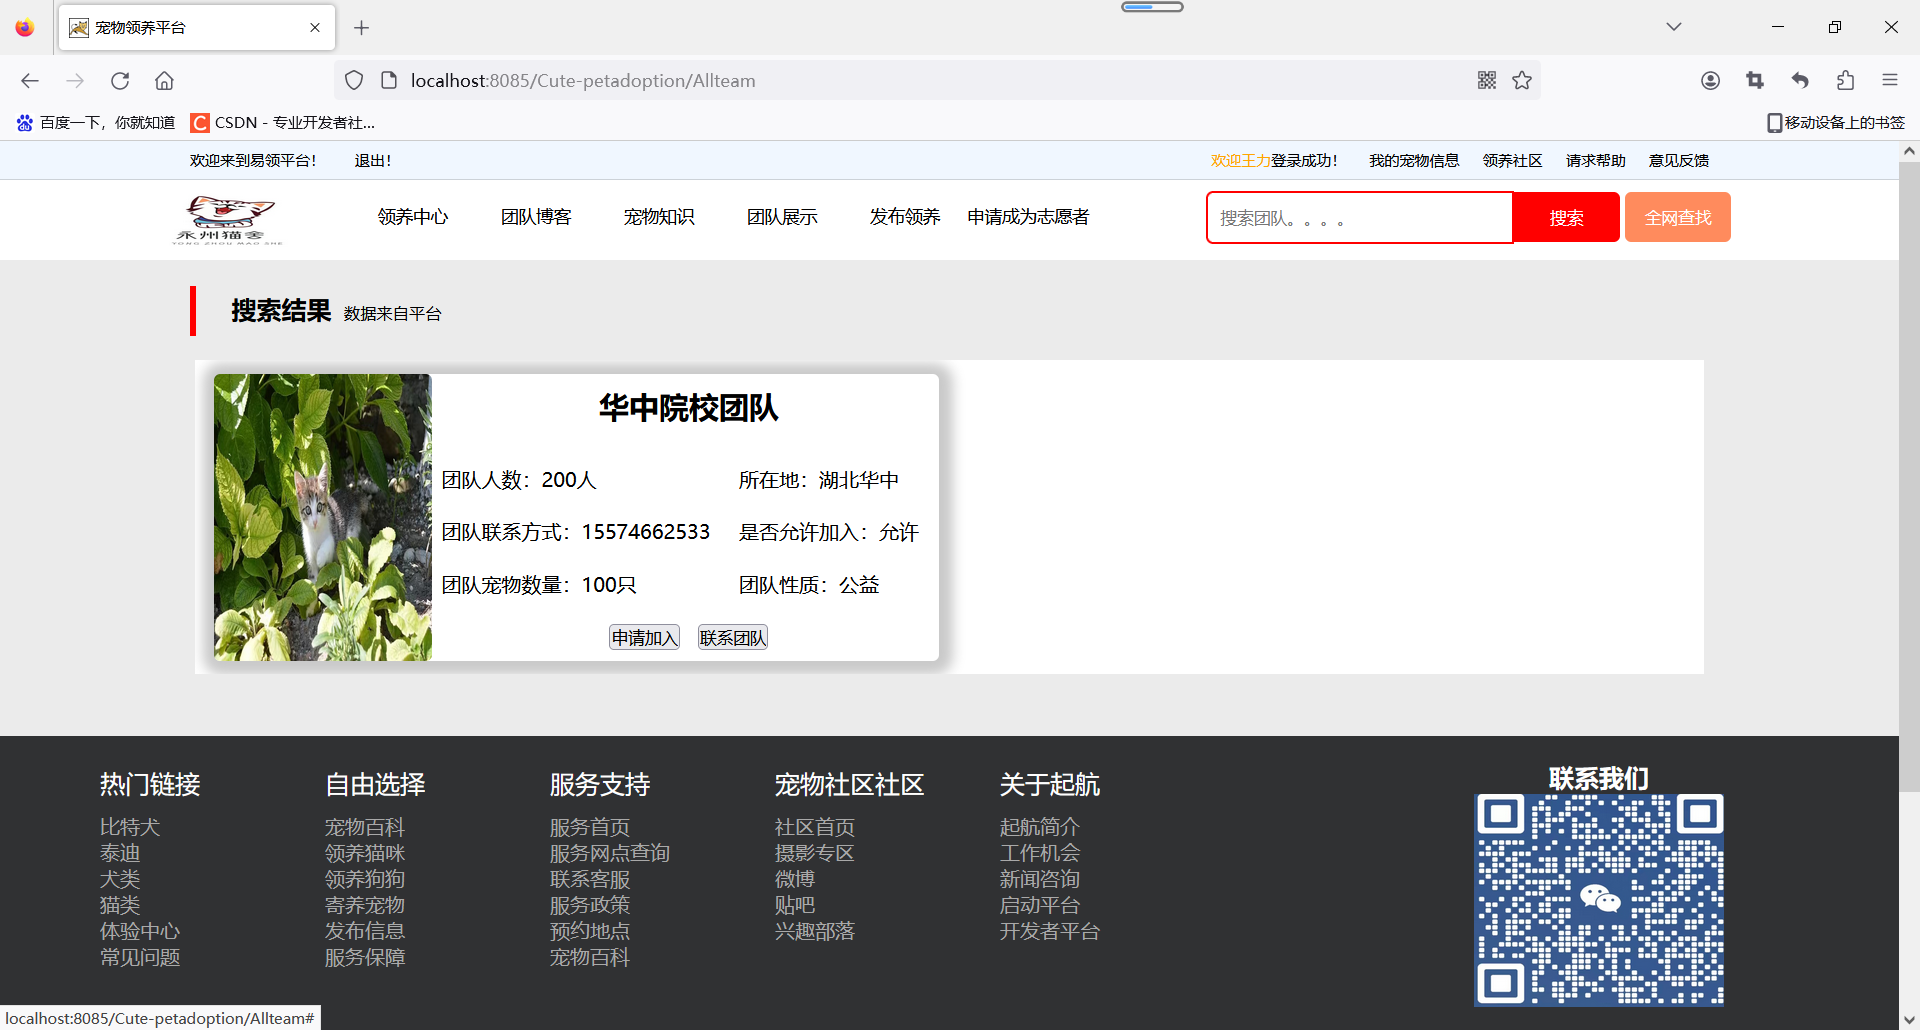 宠物领养平台
localhost:8085/Cute-petadoption/Allteam
百度一下，你就知道
CSDN - 专业开发者社...
移动设备上的书签
欢迎来到易领平台！
退出！
欢迎王力登录成功！
我的宠物信息
领养社区
请求帮助
意见反馈
永州猫舍
YONG ZHOU MAO SHE
领养中心
团队博客
宠物知识
团队展示
发布领养
申请成为志愿者
搜索团队。。。。
搜索
全网查找
搜索结果 数据来自平台
华中院校团队
团队人数：200人
所在地：湖北华中
团队联系方式：15574662533
是否允许加入：允许
团队宠物数量：100只
团队性质：公益
申请加入
联系团队
热门链接
比特犬
泰迪
犬类
猫类
体验中心
常见问题
自由选择
宠物百科
领养猫咪
领养狗狗
寄养宠物
发布信息
服务保障
服务支持
服务首页
服务网点查询
联系客服
服务政策
预约地点
宠物百科
宠物社区社区
社区首页
摄影专区
微博
贴吧
兴趣部落
关于起航
起航简介
工作机会
新闻咨询
启动平台
开发者平台
联系我们
localhost:8085/Cute-petadoption/Allteam#